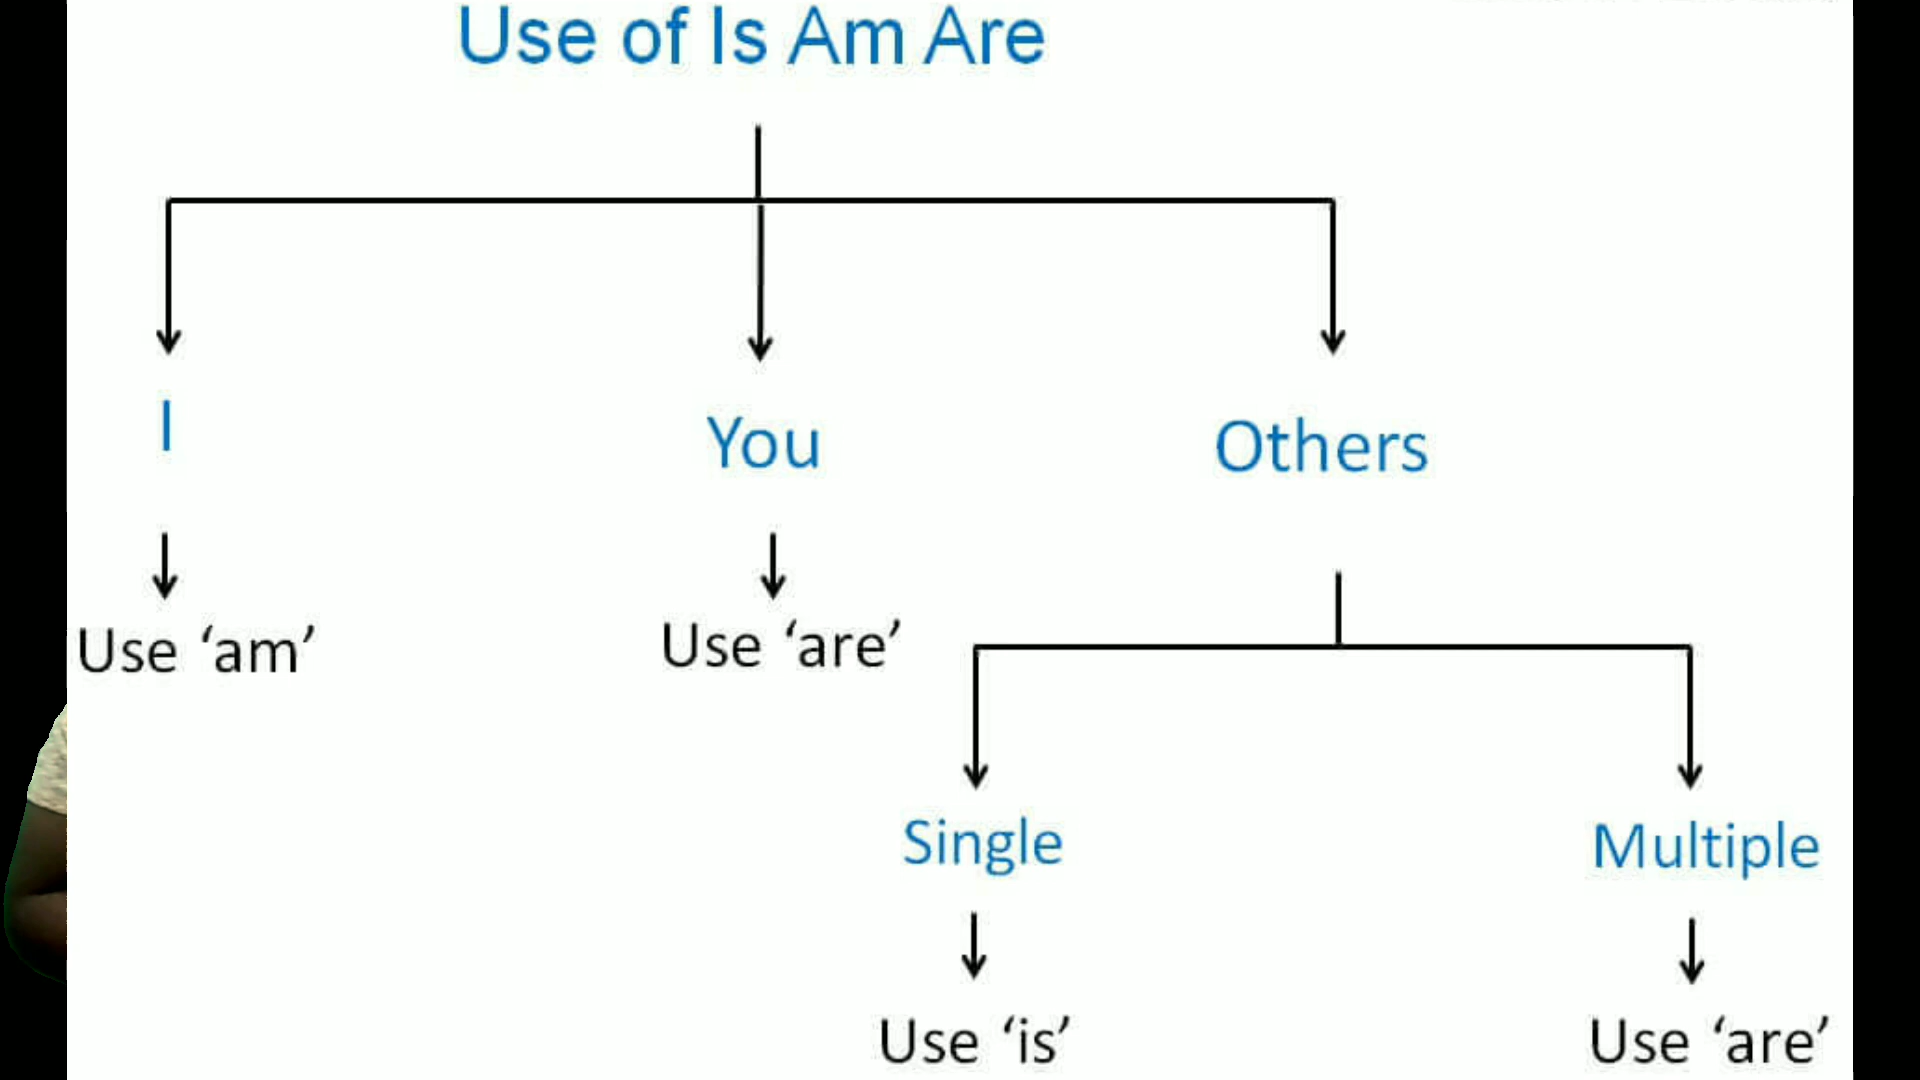 Use of Is Am Are
I
You
Others
Use ‘am’
Use ‘are’
Single
Multiple
Use ‘is’
Use ‘are’